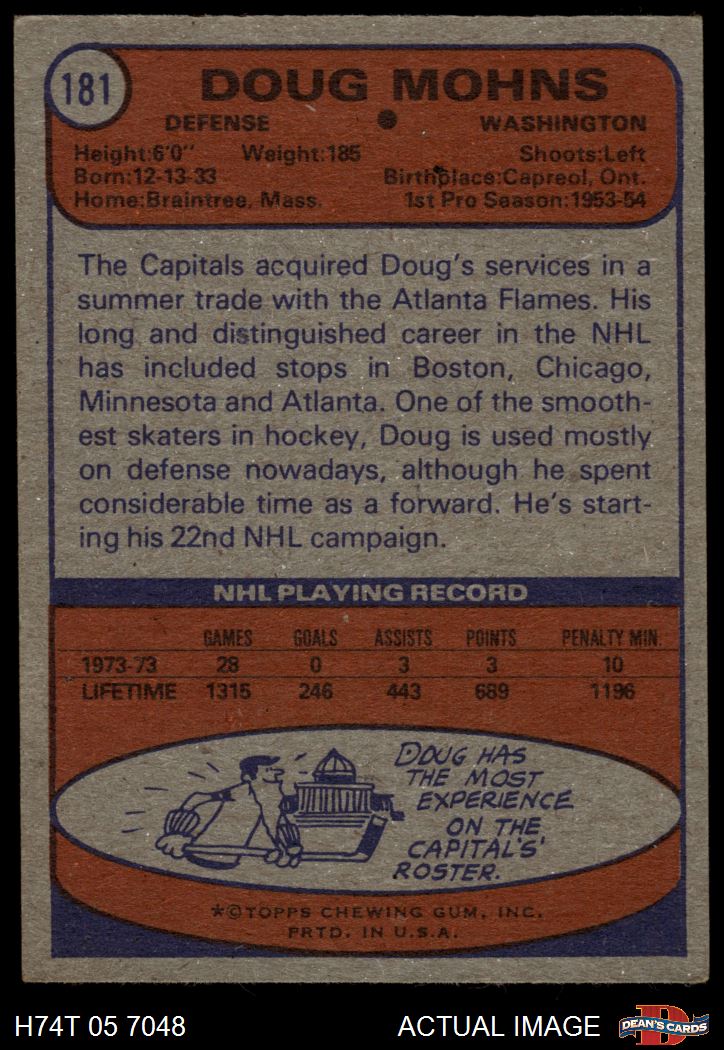 181
DOUG MOHNS
DEFENSE • WASHINGTON
Height:6'0" Weight:185 Shoots:Left
Born:12-13-33 Birthplace:Capreol, Ont.
Home:Braintree, Mass. 1st Pro Season:1953-54
The Capitals acquired Doug's services in a
summer trade with the Atlanta Flames. His
long and distinguished career in the NHL
has included stops in Boston, Chicago,
Minnesota and Atlanta. One of the smooth-
est skaters in hockey, Doug is used mostly
on defense nowadays, although he spent
considerable time as a forward. He's start-
ing his 22nd NHL campaign.
NHL PLAYING RECORD
GAMES GOALS ASSISTS POINTS PENALTY MIN.
1973-73 28 0 3 3 10
LIFETIME 1315 246 443 689 1196
DOUG HAS
THE MOST
EXPERIENCE
ON THE
CAPITAL'S'
ROSTER.
*©TOPPS CHEWING GUM, INC.
PRTD. IN U.S.A.
H74T 05 7048 ACTUAL IMAGE
D
DEAN'S CARDS